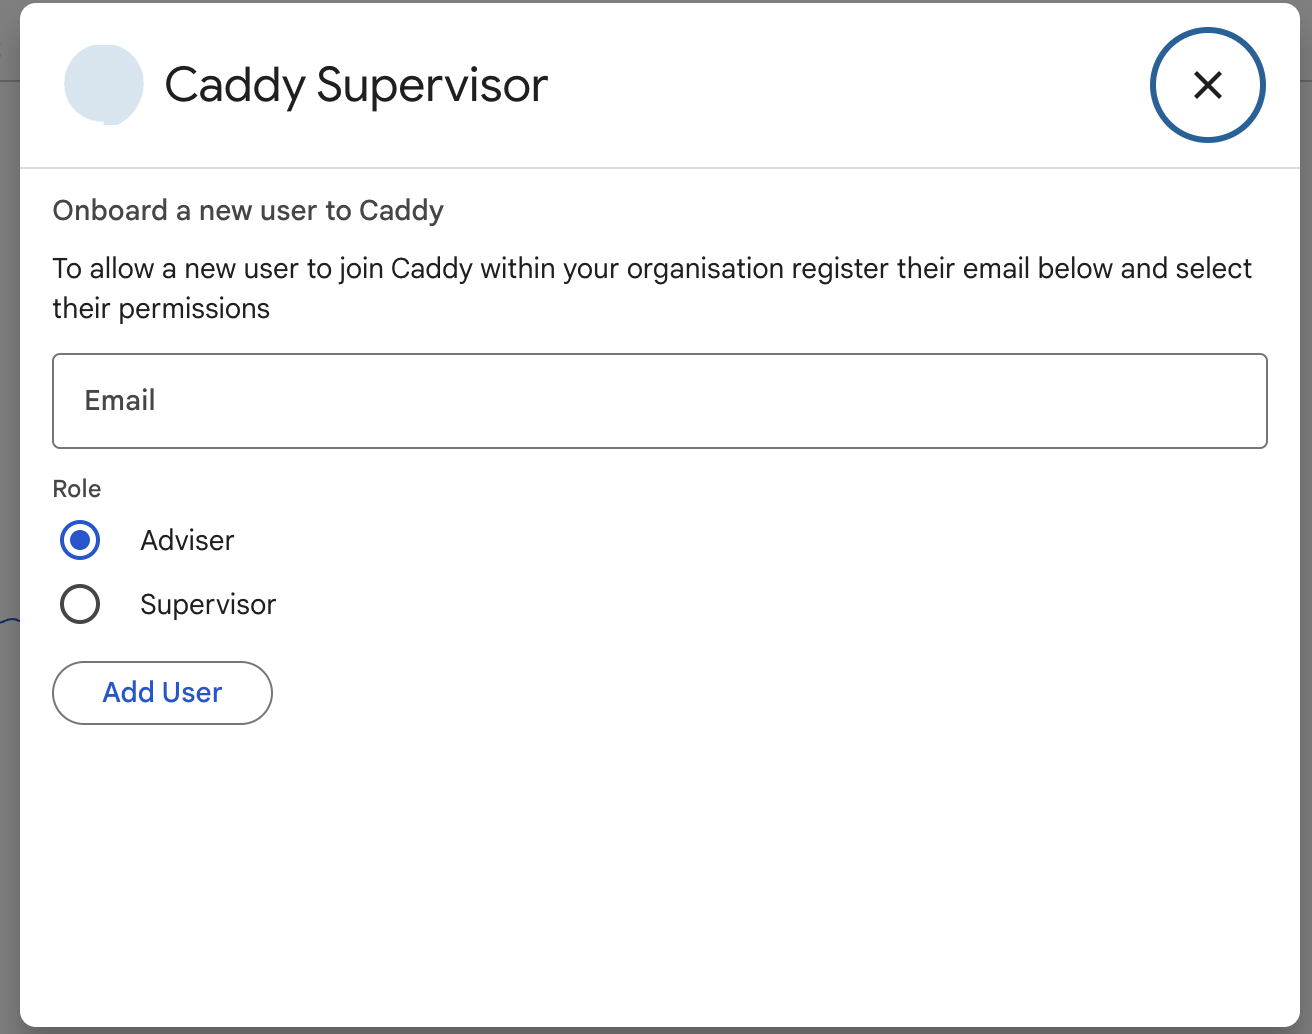 Caddy Supervisor
Onboard a new user to Caddy
To allow a new user to join Caddy within your organisation register their email below and select
their permissions
Email
Role
Adviser
Supervisor
Add User